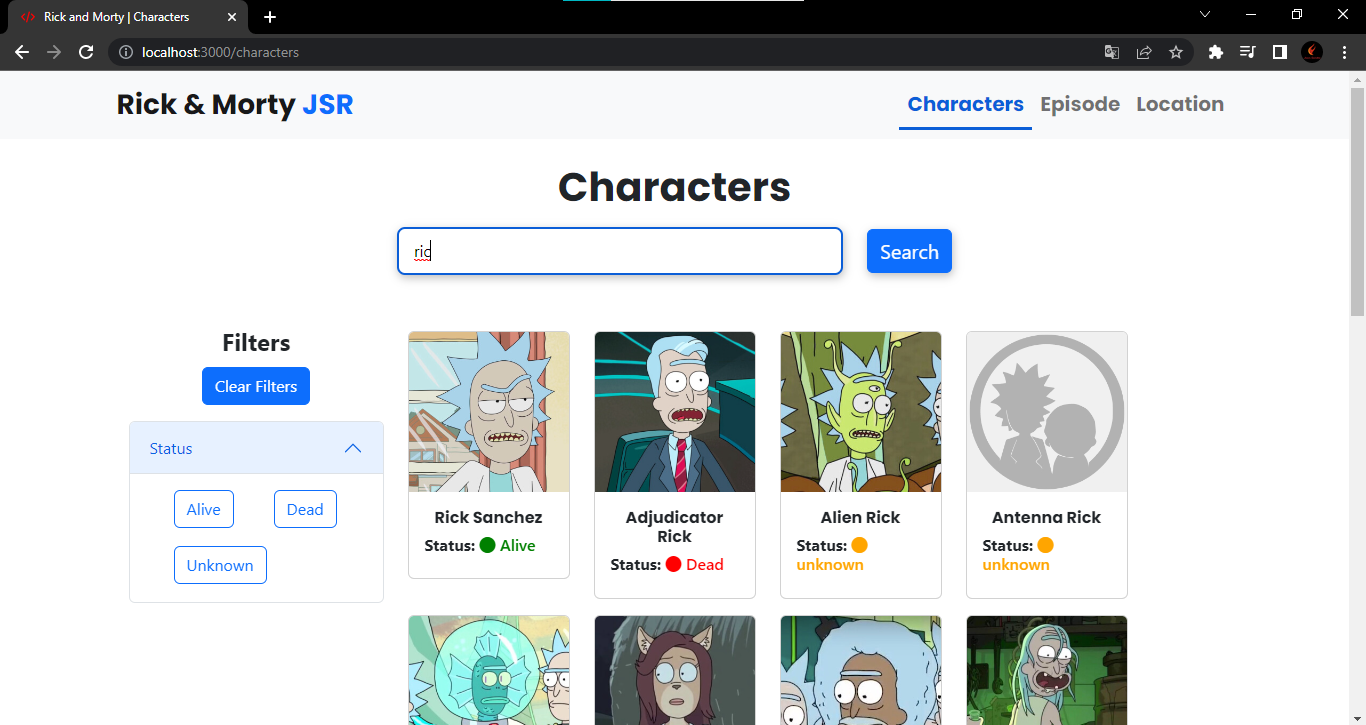 Rick and Morty | Characters
localhost:3000/characters
Rick & Morty JSR
Characters Episode Location
Characters
ric
Search
Filters
Clear Filters
Status
Alive Dead
Unknown
Rick Sanchez
Status: Alive
Adjudicator
Rick
Status: Dead
Alien Rick
Status:
unknown
Antenna Rick
Status:
unknown